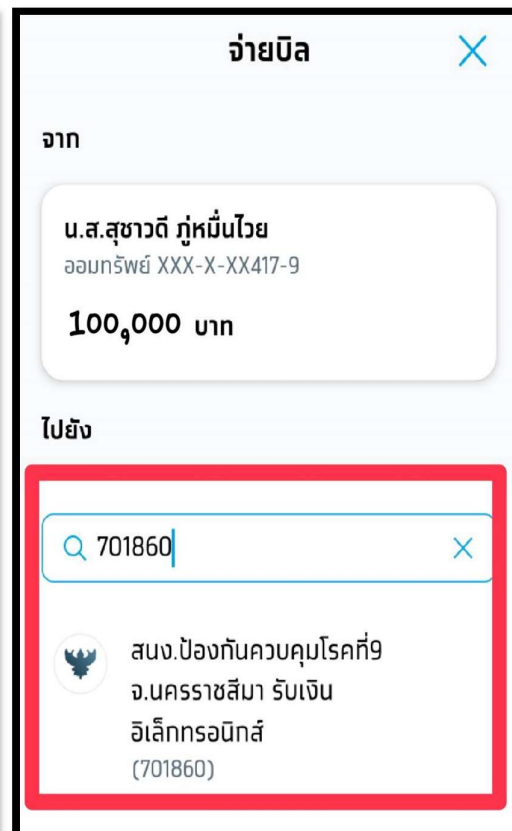 จ่ายบิล
จาก
น.ส.สุชาวดี ภู่หมื่นไวย
ออมทรัพย์ XXX-X-XX417-9
100,000 บาท
ไปยัง
701860
สนง.ป้องกันควบคุมโรคที่9
จ.นครราชสีมา รับเงิน
อิเล็กทรอนิกส์
(701860)